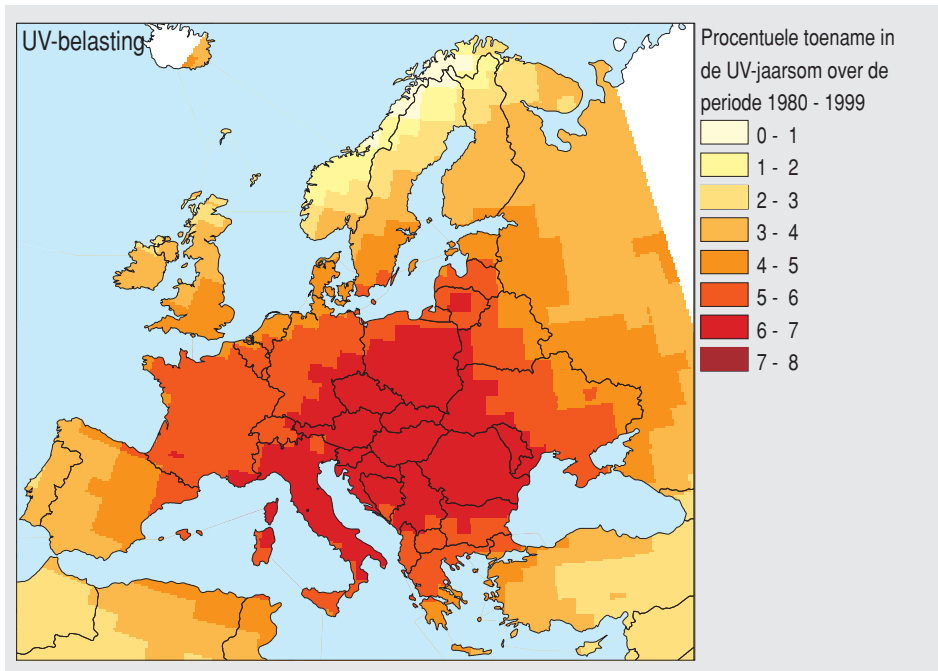 UV-belasting
Procentuele toename in
de UV-jaarsom over de
periode 1980 - 1999
0 - 1
1 - 2
2 - 3
3 - 4
4 - 5
5 - 6
6 - 7
7 - 8